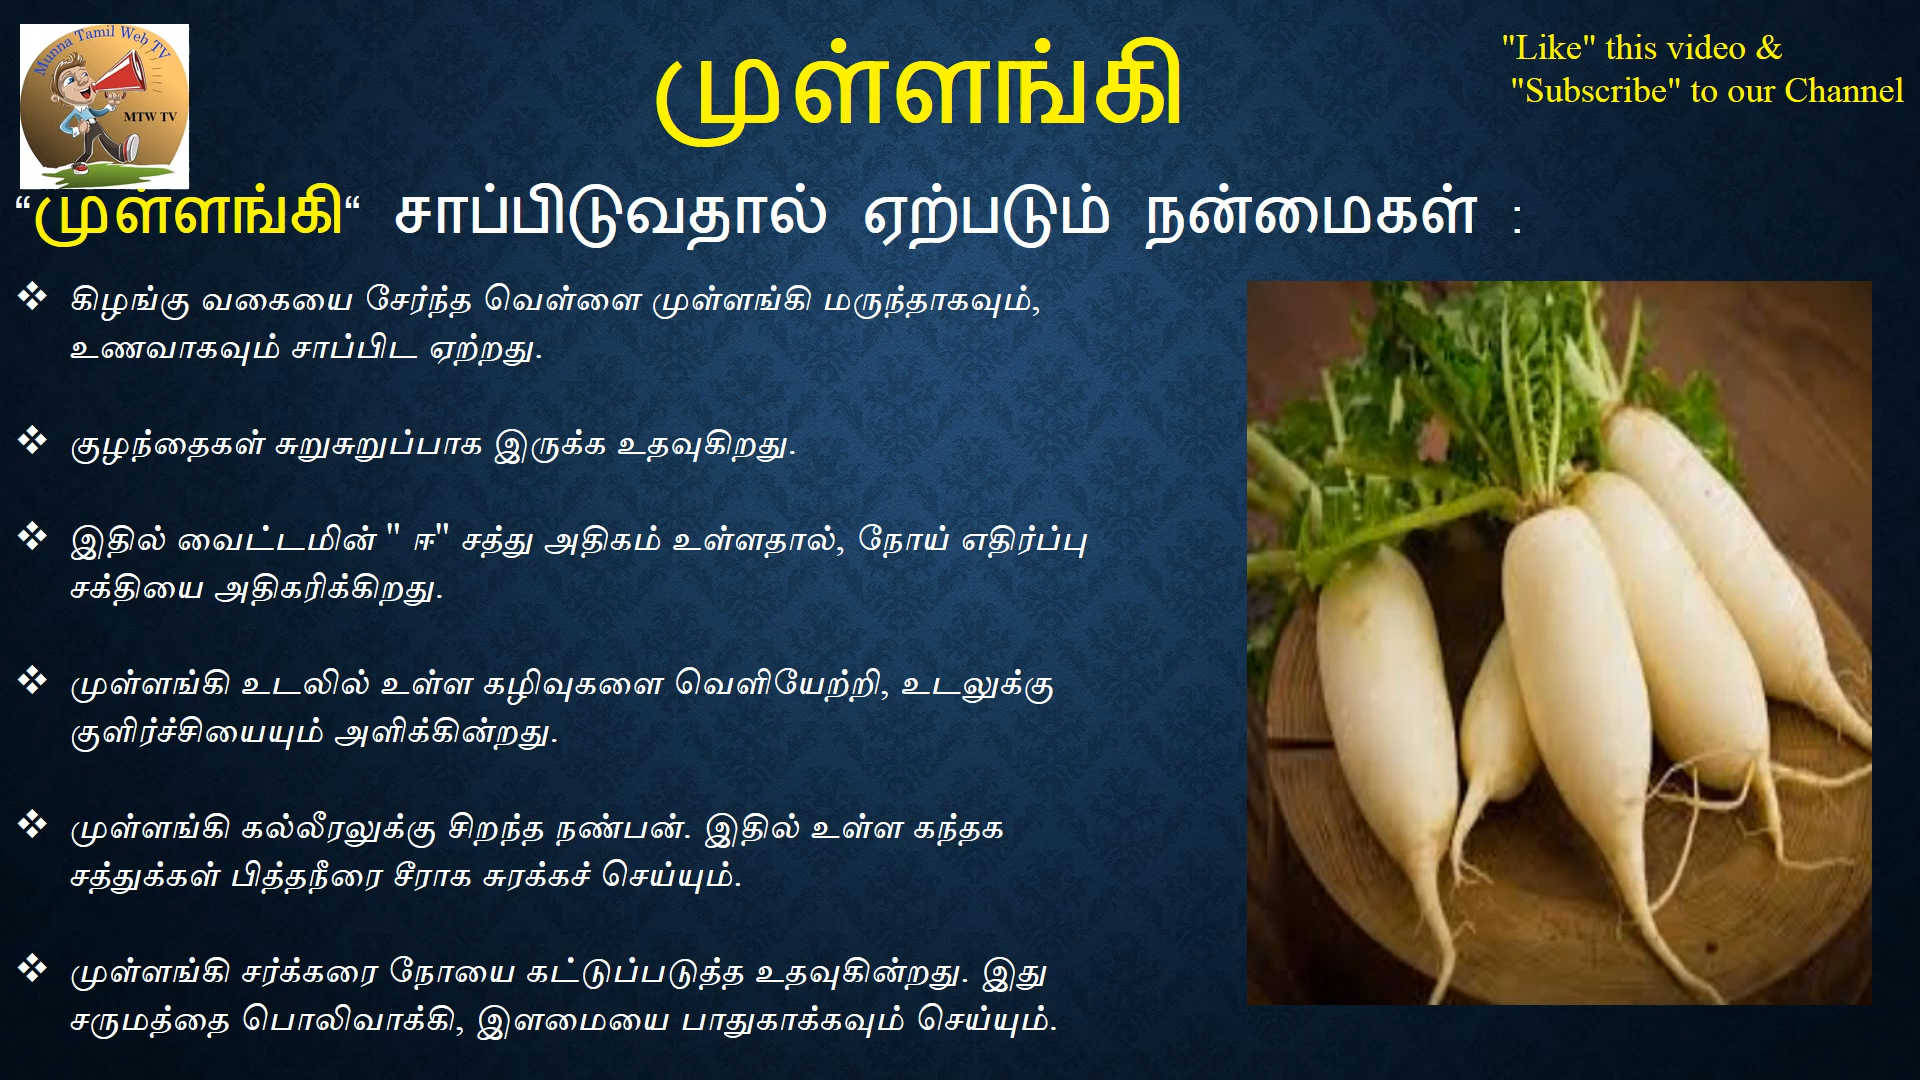 Munna Tamil Web TV
MTW TV
முள்ளங்கி
"Like" this video &
"Subscribe" to our Channel
“முள்ளங்கி“ சாப்பிடுவதால் ஏற்படும் நன்மைகள் :
❖ கிழங்கு வகையை சேர்ந்த வெள்ளை முள்ளங்கி மருந்தாகவும்,
உணவாகவும் சாப்பிட ஏற்றது.
❖ குழந்தைகள் சுறுசுறுப்பாக இருக்க உதவுகிறது.
❖ இதில் வைட்டமின் " ஈ" சத்து அதிகம் உள்ளதால், நோய் எதிர்ப்பு
சக்தியை அதிகரிக்கிறது.
❖ முள்ளங்கி உடலில் உள்ள கழிவுகளை வெளியேற்றி, உடலுக்கு
குளிர்ச்சியையும் அளிக்கின்றது.
❖ முள்ளங்கி கல்லீரலுக்கு சிறந்த நண்பன். இதில் உள்ள கந்தக
சத்துக்கள் பித்தநீரை சீராக சுரக்கச் செய்யும்.
❖ முள்ளங்கி சர்க்கரை நோயை கட்டுப்படுத்த உதவுகின்றது. இது
சருமத்தை பொலிவாக்கி, இளமையை பாதுகாக்கவும் செய்யும்.